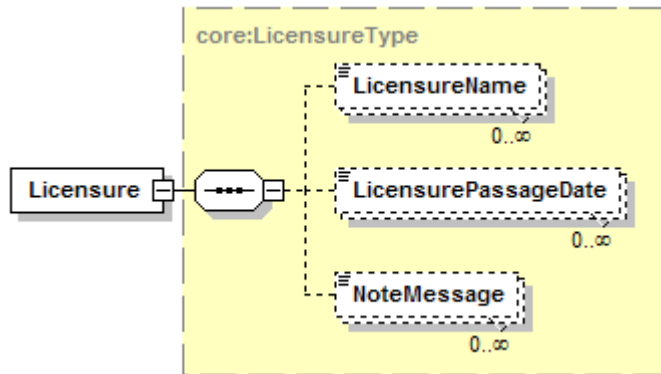 core:LicensureType
LicensureName
0..∞
Licensure
LicensurePassageDate
0..∞
NoteMessage
0..∞